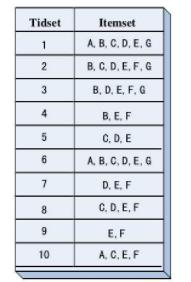 Tidset Itemset
1 A, B, C, D, E, G
2 B, C, D, E, F, G
3 B, D, E, F, G
4 B, E, F
5 C, D, E
6 A, B, C, D, E, G
7 D, E, F
8 C, D, E, F
9 E, F
10 A, C, E, F